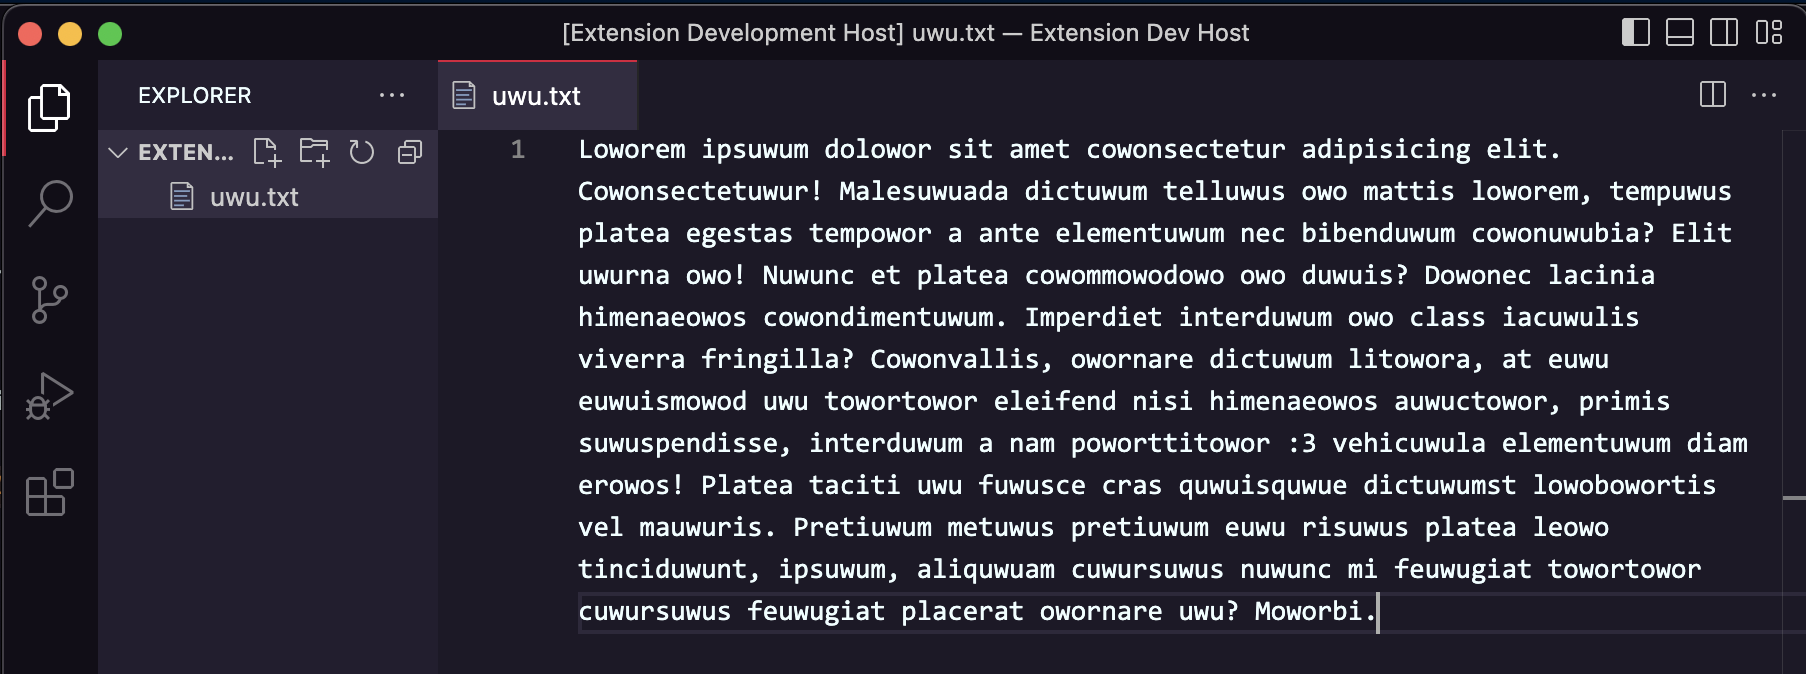 [Extension Development Host] uwu.txt — Extension Dev Host
EXPLORER
EXTEN...
uwu.txt
uwu.txt
1
Loworem ipsuwum dolowor sit amet cowonsectetur adipisicing elit.
Cowonsectetuwur! Malesuwuada dictuwum telluwus owo mattis loworem, tempuwus
platea egestas tempowor a ante elementuwum nec bibenduwum cowonuwubia? Elit
uwurna owo! Nuwunc et platea cowommowodowo owo duwuis? Dowonec lacinia
himenaeowos cowondimentuwum. Imperdiet interduwum owo class iacuwulis
viverra fringilla? Cowonvallis, owornare dictuwum litowora, at euwu
euwuismowod uwu towortowor eleifend nisi himenaeowos auwuctowor, primis
suwuspendisse, interduwum a nam poworttitowor :3 vehicuwula elementuwum diam
erowos! Platea taciti uwu fuwusce cras quwuisquwue dictuwumst lowobowortis
vel mauwuris. Pretiuwum metuwus pretiuwum euwu risuwus platea leowo
tinciduwunt, ipsuwum, aliquwuam cuwursuwus nuwunc mi feuwugiat towortowor
cuwursuwus feuwugiat placerat owornare uwu? Moworbi.